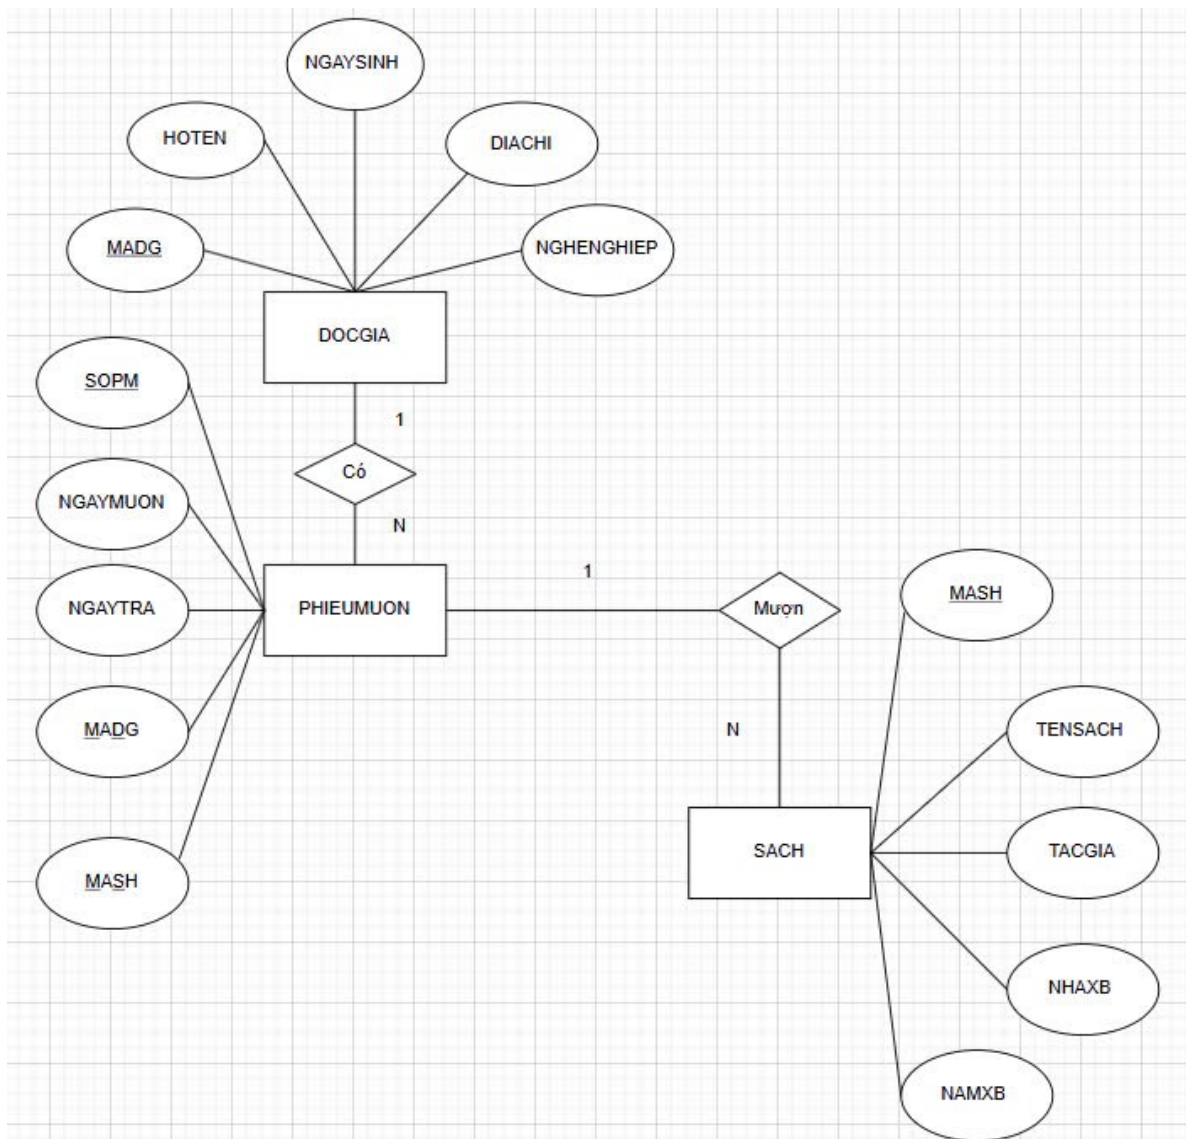 NGAYSINH
HOTEN
DIACHI
MADG
NGHENGHIEP
DOCGIA
SOPM
1
Có
NGAYMUON
N
1
MASH
NGAYTRA
PHIEUMUON
Mượn
MADG
N
TENSACH
SACH
TACGIA
MASH
NHAXB
NAMXB